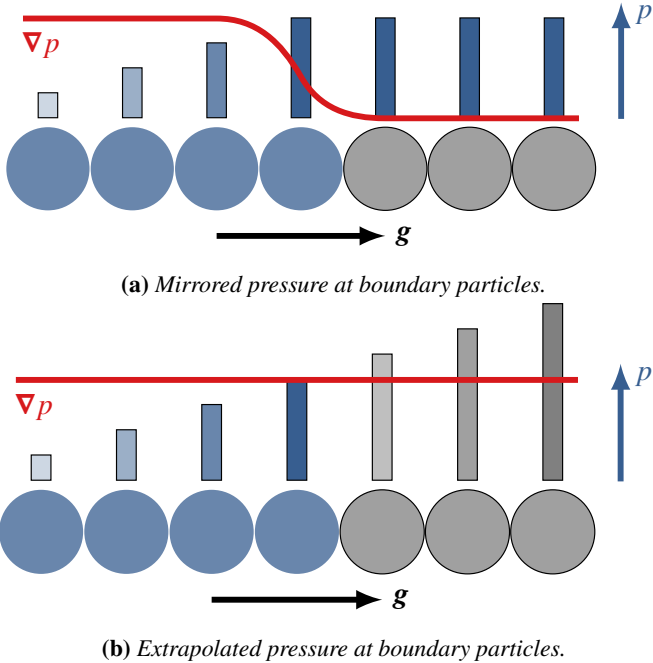 p
∇p
g
(a) Mirrored pressure at boundary particles.
p
∇p
g
(b) Extrapolated pressure at boundary particles.